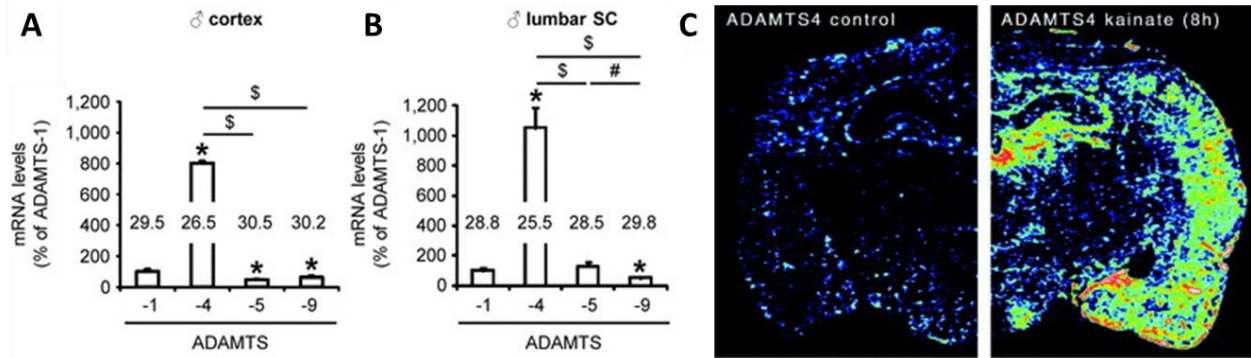 A
♂ cortex
mRNA levels
(% of ADAMTS-1)
1,200
1,000
800
600
400
200
0
$
$
*
*
*
29.5 26.5 30.5 30.2
-1 -4 -5 -9
ADAMTS
B
♂ lumbar SC
mRNA levels
(% of ADAMTS-1)
1,200
1,000
800
600
400
200
0
$
$ #
*
*
28.8 25.5 28.5 29.8
-1 -4 -5 -9
ADAMTS
C
ADAMTS4 control
ADAMTS4 kainate (8h)